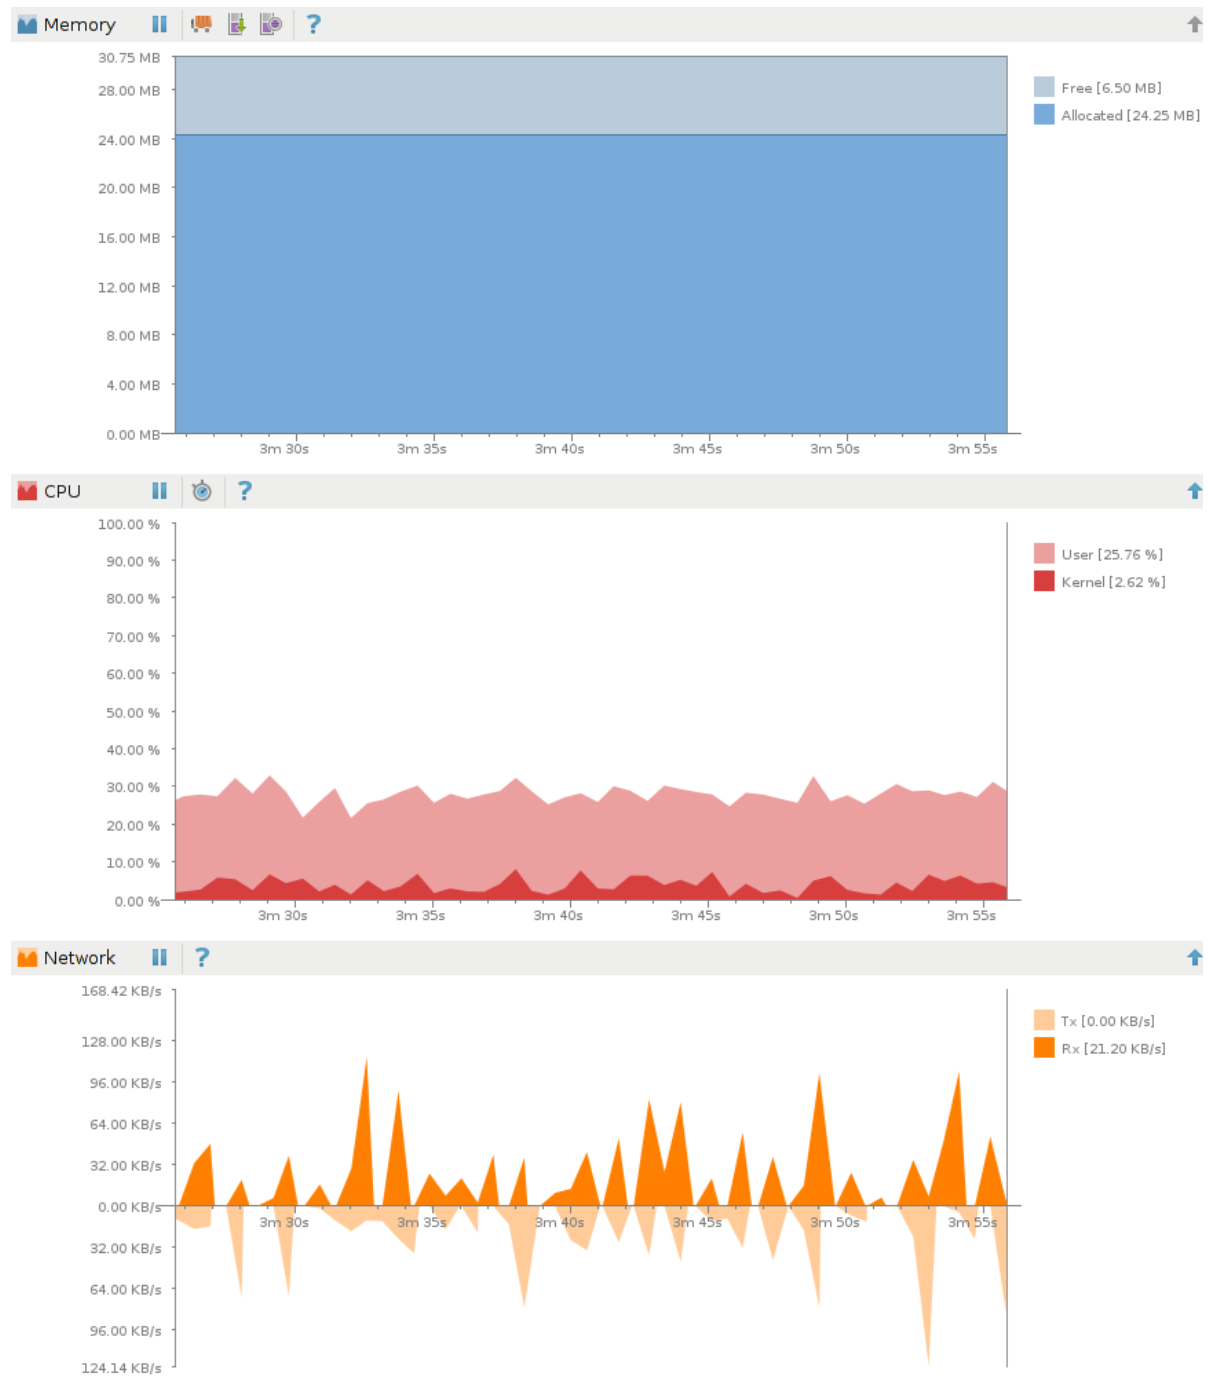 Memory
?
30.75 MB
28.00 MB
24.00 MB
20.00 MB
16.00 MB
12.00 MB
8.00 MB
4.00 MB
0.00 MB
3m 30s 3m 35s 3m 40s 3m 45s 3m 50s 3m 55s
Free [6.50 MB]
Allocated [24.25 MB]
CPU
?
100.00 %
90.00 %
80.00 %
70.00 %
60.00 %
50.00 %
40.00 %
30.00 %
20.00 %
10.00 %
0.00 %
3m 30s 3m 35s 3m 40s 3m 45s 3m 50s 3m 55s
User [25.76 %]
Kernel [2.62 %]
Network
?
168.42 KB/s
128.00 KB/s
96.00 KB/s
64.00 KB/s
32.00 KB/s
0.00 KB/s
32.00 KB/s
64.00 KB/s
96.00 KB/s
124.14 KB/s
3m 30s 3m 35s 3m 40s 3m 45s 3m 50s 3m 55s
Tx [0.00 KB/s]
Rx [21.20 KB/s]